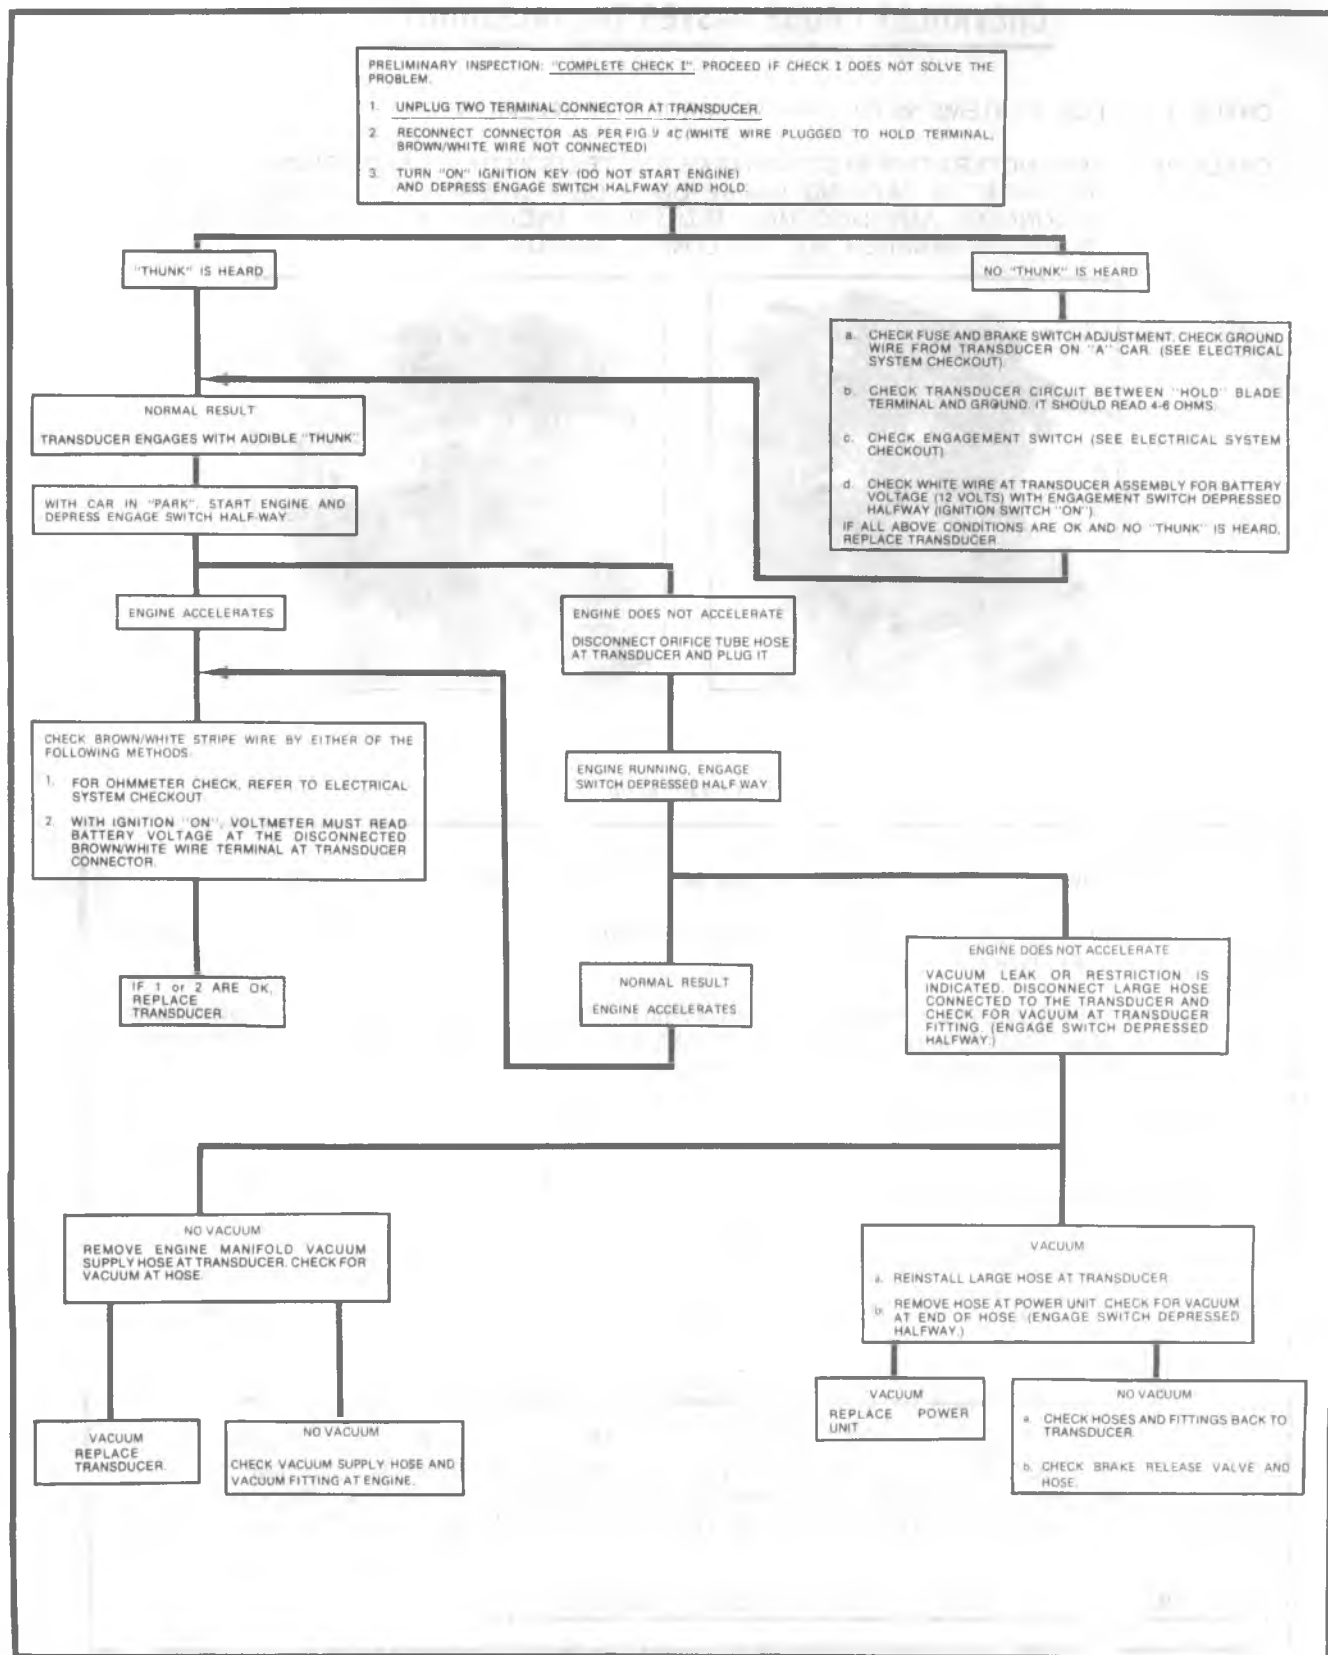 PRELIMINARY INSPECTION: "COMPLETE CHECK I". PROCEED IF CHECK I DOES NOT SOLVE THE
PROBLEM.
1. UNPLUG TWO TERMINAL CONNECTOR AT TRANSDUCER.
2. RECONNECT CONNECTOR AS PER FIG 9 4C (WHITE WIRE PLUGGED TO HOLD TERMINAL,
BROWN/WHITE WIRE NOT CONNECTED)
3. TURN "ON" IGNITION KEY (DO NOT START ENGINE)
AND DEPRESS ENGAGE SWITCH HALFWAY AND HOLD.
"THUNK" IS HEARD
NO "THUNK" IS HEARD
a. CHECK FUSE AND BRAKE SWITCH ADJUSTMENT. CHECK GROUND
WIRE FROM TRANSDUCER ON "A" CAR. (SEE ELECTRICAL
SYSTEM CHECKOUT)
b. CHECK TRANSDUCER CIRCUIT BETWEEN "HOLD" BLADE
TERMINAL AND GROUND. IT SHOULD READ 4-6 OHMS.
c. CHECK ENGAGEMENT SWITCH (SEE ELECTRICAL SYSTEM
CHECKOUT)
d. CHECK WHITE WIRE AT TRANSDUCER ASSEMBLY FOR BATTERY
VOLTAGE (12 VOLTS) WITH ENGAGEMENT SWITCH DEPRESSED
HALFWAY (IGNITION SWITCH "ON")
IF ALL ABOVE CONDITIONS ARE OK AND NO "THUNK" IS HEARD,
REPLACE TRANSDUCER.
NORMAL RESULT
TRANSDUCER ENGAGES WITH AUDIBLE "THUNK"
WITH CAR IN "PARK", START ENGINE AND
DEPRESS ENGAGE SWITCH HALF-WAY.
ENGINE ACCELERATES
ENGINE DOES NOT ACCELERATE
DISCONNECT ORIFICE TUBE HOSE
AT TRANSDUCER AND PLUG IT
CHECK BROWN/WHITE STRIPE WIRE BY EITHER OF THE
FOLLOWING METHODS
1. FOR OHMMETER CHECK, REFER TO ELECTRICAL
SYSTEM CHECKOUT
2. WITH IGNITION "ON", VOLTMETER MUST READ
BATTERY VOLTAGE AT THE DISCONNECTED
BROWN/WHITE WIRE TERMINAL AT TRANSDUCER
CONNECTOR.
ENGINE RUNNING, ENGAGE
SWITCH DEPRESSED HALF WAY
IF 1 or 2 ARE OK,
REPLACE
TRANSDUCER
NORMAL RESULT
ENGINE ACCELERATES
ENGINE DOES NOT ACCELERATE
VACUUM LEAK OR RESTRICTION IS
INDICATED. DISCONNECT LARGE HOSE
CONNECTED TO THE TRANSDUCER AND
CHECK FOR VACUUM AT TRANSDUCER
FITTING. (ENGAGE SWITCH DEPRESSED
HALFWAY.)
NO VACUUM
REMOVE ENGINE MANIFOLD VACUUM
SUPPLY HOSE AT TRANSDUCER. CHECK FOR
VACUUM AT HOSE.
VACUUM
a. REINSTALL LARGE HOSE AT TRANSDUCER
b. REMOVE HOSE AT POWER UNIT. CHECK FOR VACUUM
AT END OF HOSE. (ENGAGE SWITCH DEPRESSED
HALFWAY.)
VACUUM
REPLACE
TRANSDUCER.
NO VACUUM
CHECK VACUUM SUPPLY HOSE AND
VACUUM FITTING AT ENGINE.
VACUUM
REPLACE POWER
UNIT
NO VACUUM
a. CHECK HOSES AND FITTINGS BACK TO
TRANSDUCER
b. CHECK BRAKE RELEASE VALVE AND
HOSE.